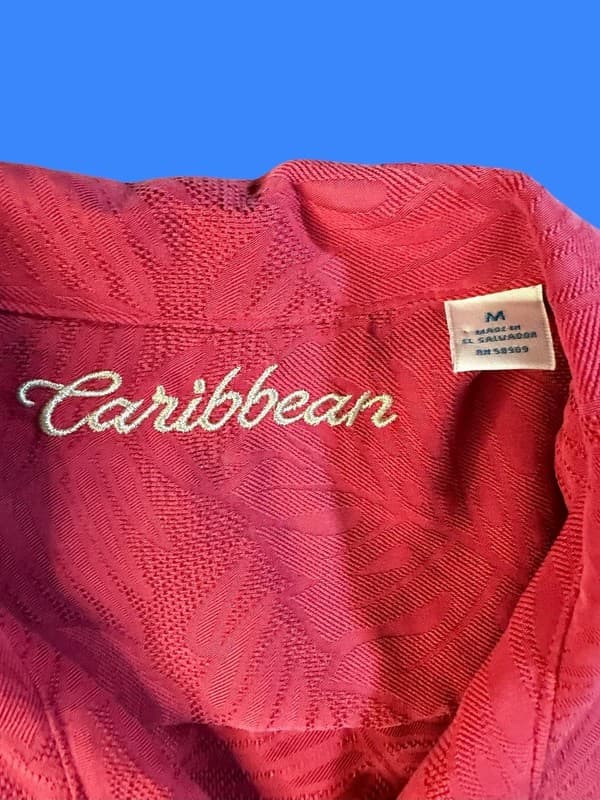 Caribbean
M
MADE IN
EL SALVADOR
RN 58909